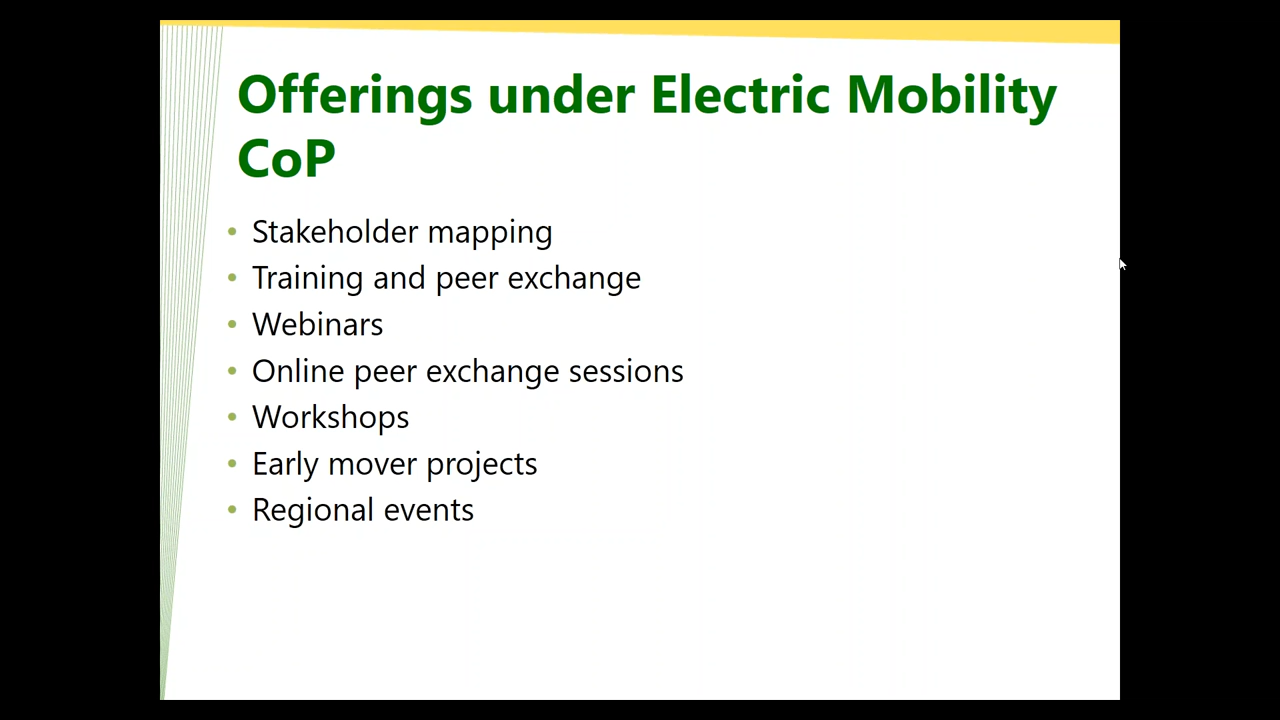 Offerings under Electric Mobility
CoP
• Stakeholder mapping
• Training and peer exchange
• Webinars
• Online peer exchange sessions
• Workshops
• Early mover projects
• Regional events